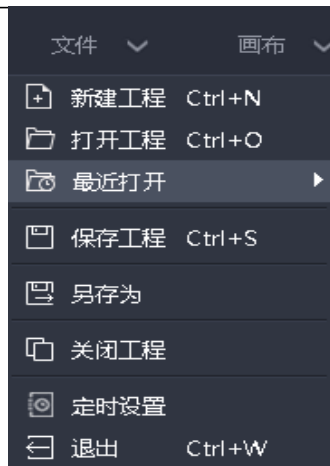 文件 画布
新建工程 Ctrl+N
打开工程 Ctrl+O
最近打开
保存工程 Ctrl+S
另存为
关闭工程
定时设置
退出 Ctrl+W